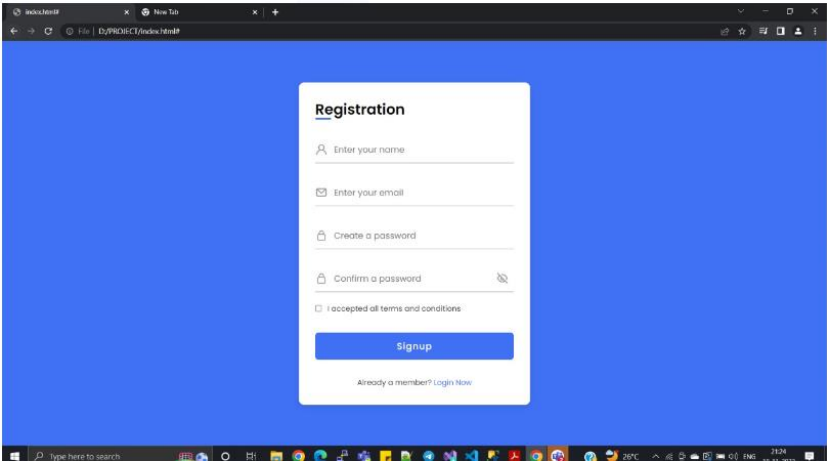 index.html#
New Tab
File | D:/PROJECT/index.html#
Registration
Enter your name
Enter your email
Create a password
Confirm a password
I accepted all terms and conditions
Signup
Already a member? Login Now
Type here to search
26°C
ENG
21:24